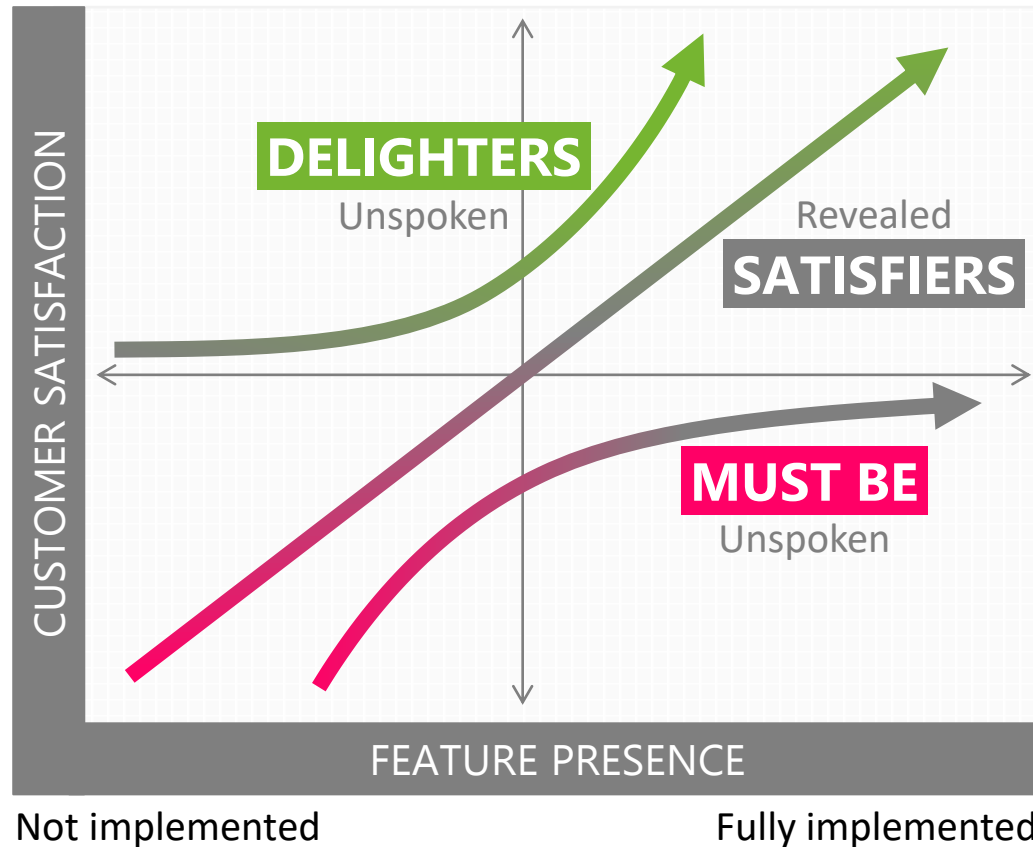 CUSTOMER SATISFACTION
DELIGHTERS
Unspoken
Revealed
SATISFIERS
MUST BE
Unspoken
FEATURE PRESENCE
Not implemented
Fully implemented